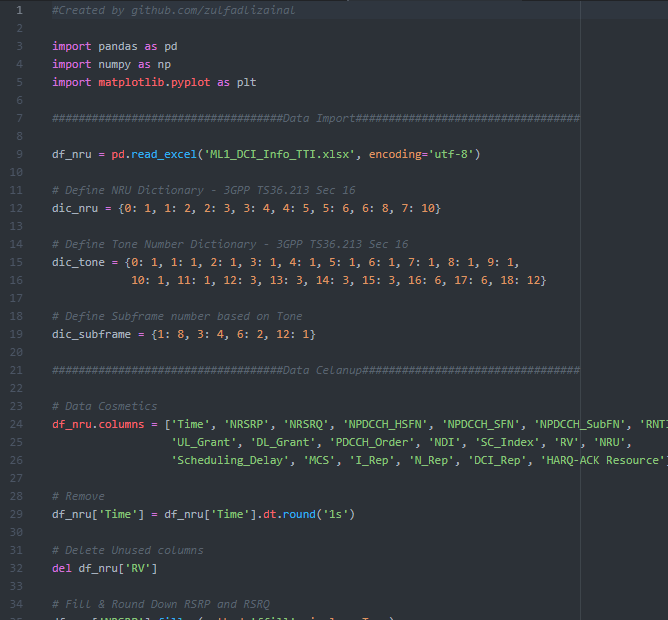 1 #Created by github.com/zulfadlizainal
2
3 import pandas as pd
4 import numpy as np
5 import matplotlib.pyplot as plt
6
7 ###################################Data Import##################################
8
9 df_nru = pd.read_excel('ML1_DCI_Info_TTI.xlsx', encoding='utf-8')
10
11 # Define NRU Dictionary - 3GPP TS36.213 Sec 16
12 dic_nru = {0: 1, 1: 2, 2: 3, 3: 4, 4: 5, 5: 6, 6: 8, 7: 10}
13
14 # Define Tone Number Dictionary - 3GPP TS36.213 Sec 16
15 dic_tone = {0: 1, 1: 1, 2: 1, 3: 1, 4: 1, 5: 1, 6: 1, 7: 1, 8: 1, 9: 1,
16 10: 1, 11: 1, 12: 3, 13: 3, 14: 3, 15: 3, 16: 6, 17: 6, 18: 12}
17
18 # Define Subframe number based on Tone
19 dic_subframe = {1: 8, 3: 4, 6: 2, 12: 1}
20
21 ###################################Data Celanup#################################
22
23 # Data Cosmetics
24 df_nru.columns = ['Time', 'NRSRP', 'NRSRQ', 'NPDCCH_HSFN', 'NPDCCH_SFN', 'NPDCCH_SubFN', 'RNTI
25 'UL_Grant', 'DL_Grant', 'PDCCH_Order', 'NDI', 'SC_Index', 'RV', 'NRU',
26 'Scheduling_Delay', 'MCS', 'I_Rep', 'N_Rep', 'DCI_Rep', 'HARQ-ACK Resource']
27
28 # Remove
29 df_nru['Time'] = df_nru['Time'].dt.round('1s')
30
31 # Delete Unused columns
32 del df_nru['RV']
33
34 # Fill & Round Down RSRP and RSRQ